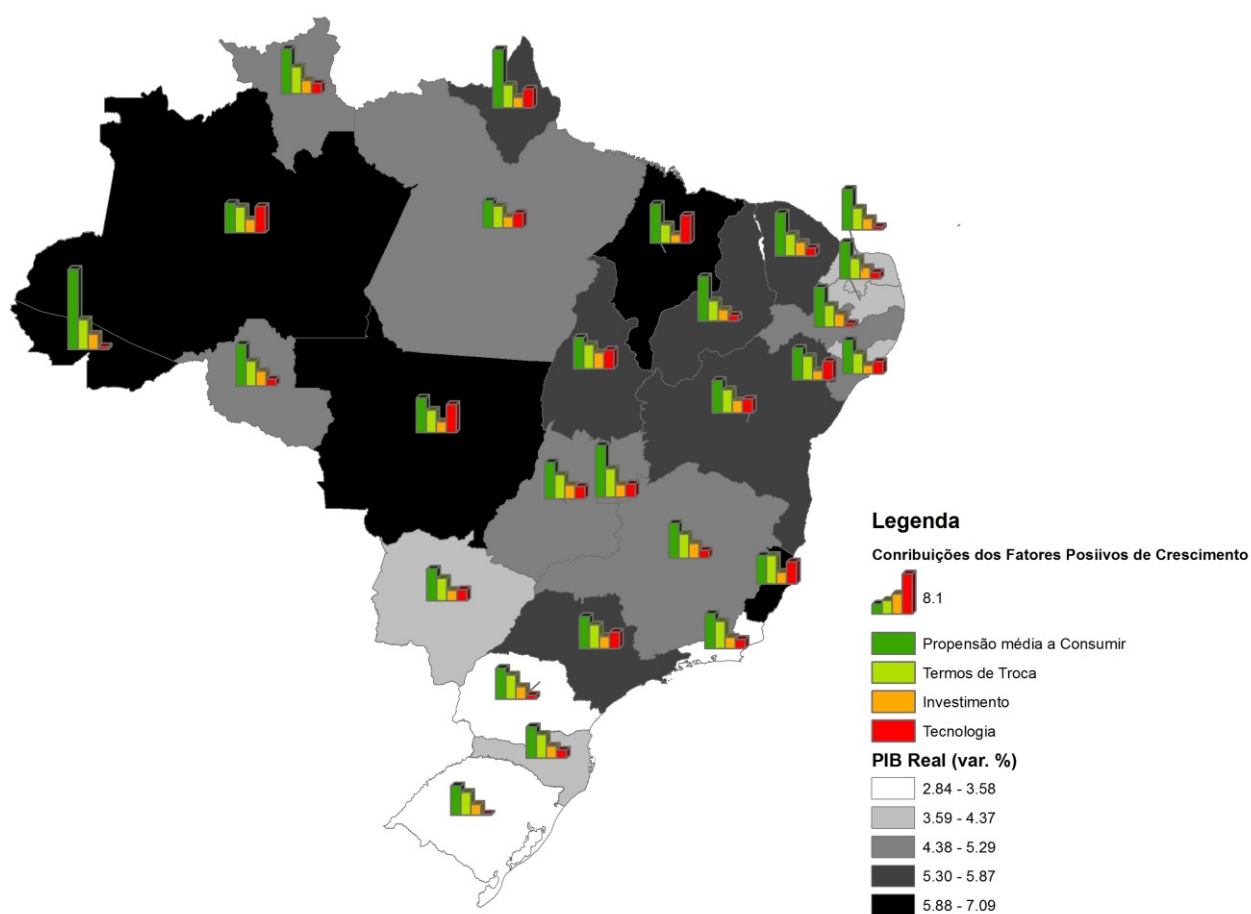 Legenda
Conribuições dos Fatores Posiivos de Crescimento
8.1
Propensão média a Consumir
Termos de Troca
Investimento
Tecnologia
PIB Real (var. %)
2.84 - 3.58
3.59 - 4.37
4.38 - 5.29
5.30 - 5.87
5.88 - 7.09